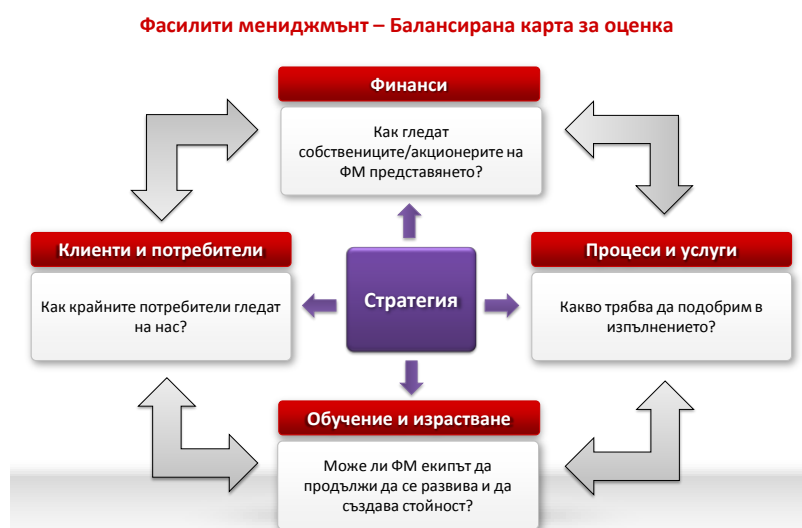 Фасилити мениджмънт – Балансирана карта за оценка
Финанси
Как гледат
собствениците/акционерите на
ФМ представянето?
Клиенти и потребители
Как крайните потребители гледат
на нас?
Стратегия
Процеси и услуги
Какво трябва да подобрим в
изпълнението?
Обучение и израстване
Може ли ФМ екипът да
продължи да се развива и да
създава стойност?